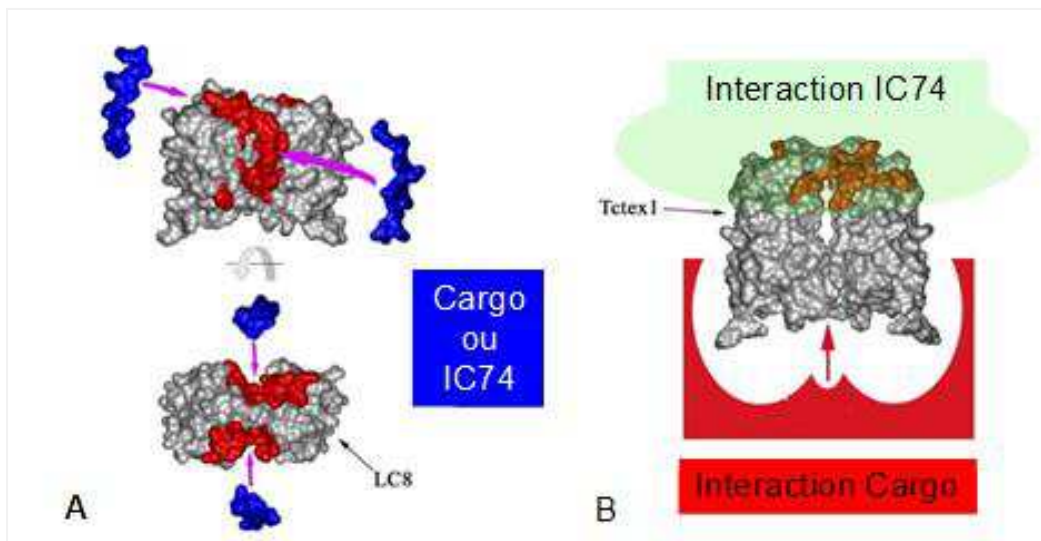 Cargo
ou
IC74
LC8
A
Interaction IC74
Tctex1
Interaction Cargo
B